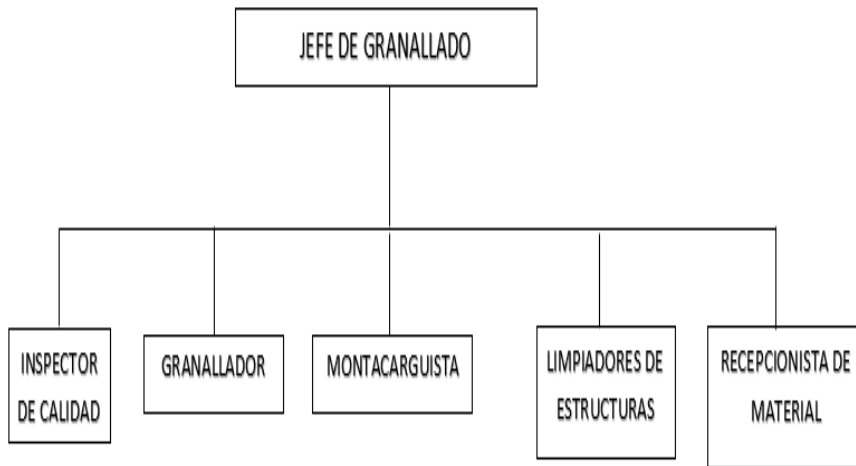 JEFE DE GRANALLADO
INSPECTOR
DE CALIDAD
GRANALLADOR
MONTACARGUISTA
LIMPIADORES DE
ESTRUCTURAS
RECEPCIONISTA DE
MATERIAL